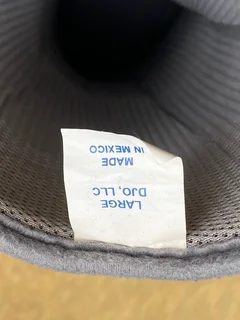 LARGE
DJO, LLC
MADE
IN MEXICO